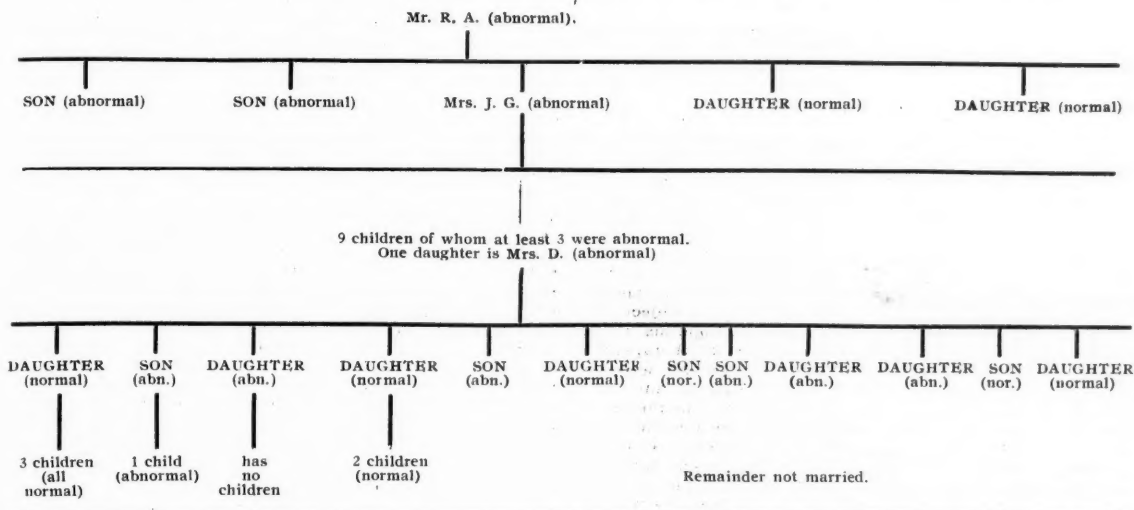 Mr. R. A. (abnormal).
SON (abnormal) SON (abnormal) Mrs. J. G. (abnormal) DAUGHTER (normal) DAUGHTER (normal)
9 children of whom at least 3 were abnormal.
One daughter is Mrs. D. (abnormal)
DAUGHTER SON DAUGHTER DAUGHTER SON DAUGHTER SON SON DAUGHTER DAUGHTER SON DAUGHTER
(normal) (abn.) (abn.) (normal) (abn.) (normal) (nor.) (abn.) (abn.) (abn.) (nor.) (normal)
3 children 1 child has 2 children
(all (abnormal) no (normal) Remainder not married.
normal) children